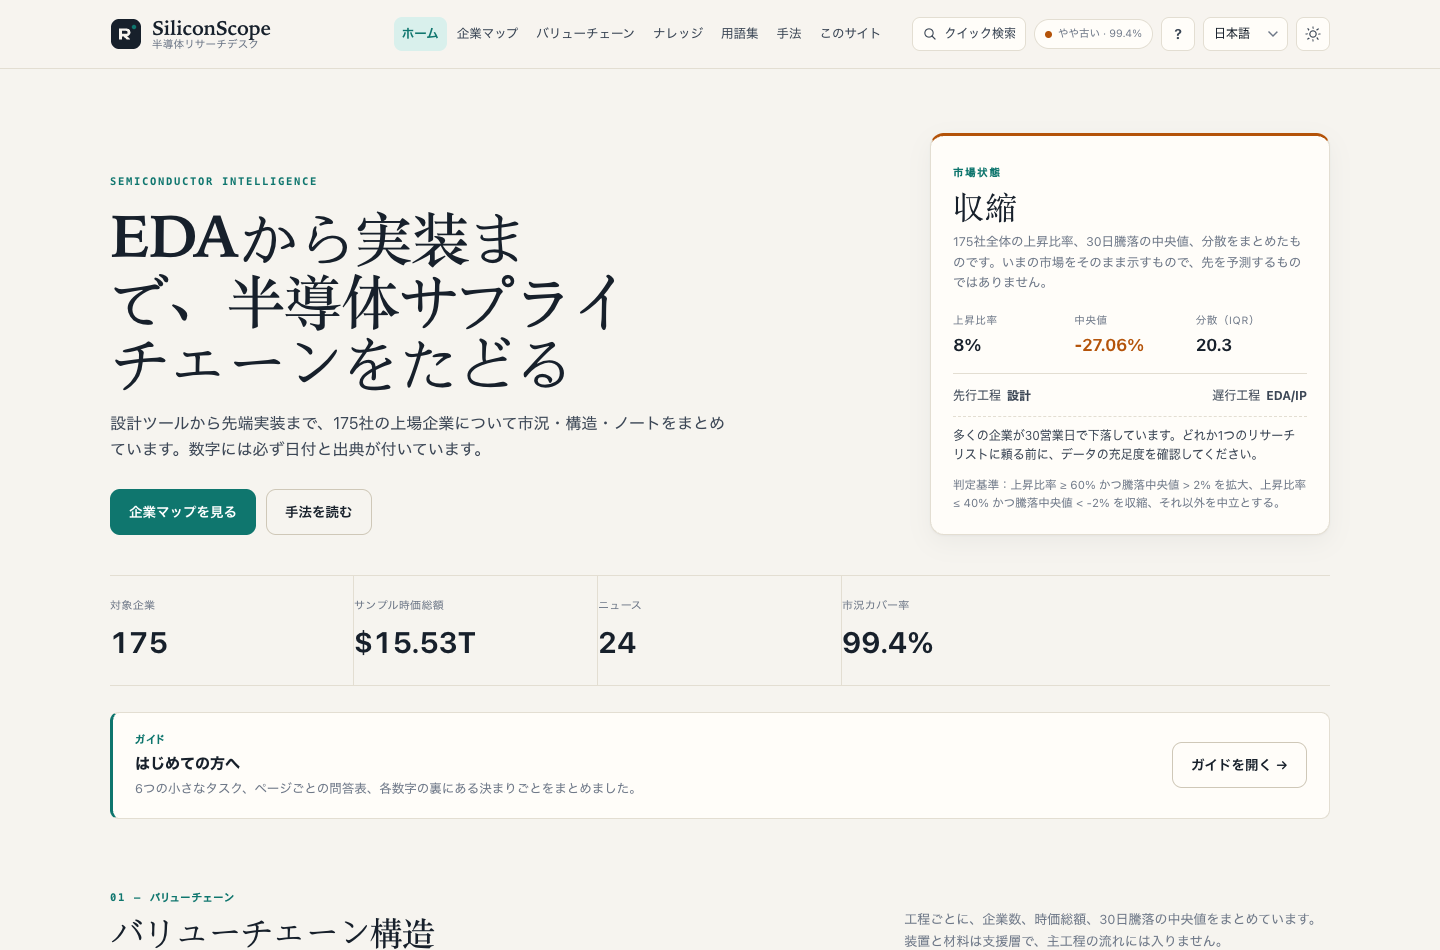 R
SiliconScope
半導体リサーチデスク
ホーム
企業マップ
バリューチェーン
ナレッジ
用語集
手法
このサイト
クイック検索
やや古い · 99.4%
?
日本語
SEMICONDUCTOR INTELLIGENCE
EDAから実装ま
で、半導体サプライ
チェーンをたどる
設計ツールから先端実装まで、175社の上場企業について市況・構造・ノートをまとめ
ています。数字には必ず日付と出典が付いています。
企業マップを見る
手法を読む
市場状態
収縮
175社全体の上昇比率、30日騰落の中央値、分散をまとめたも
のです。いまの市場をそのまま示すもので、先を予測するもの
ではありません。
上昇比率
中央値
分散（IQR）
8%
-27.06%
20.3
先行工程 設計
遅行工程 EDA/IP
多くの企業が30営業日で下落しています。どれか1つのリサーチ
リストに頼る前に、データの充足度を確認してください。
判定基準：上昇比率 ≥ 60% かつ騰落中央値 > 2% を拡大、上昇比率
≤ 40% かつ騰落中央値 < -2% を収縮、それ以外を中立とする。
対象企業
175
サンプル時価総額
$15.53T
ニュース
24
市況カバー率
99.4%
ガイド
はじめての方へ
6つの小さなタスク、ページごとの問答表、各数字の裏にある決まりごとをまとめました。
ガイドを開く →
01 — バリューチェーン
バリューチェーン構造
工程ごとに、企業数、時価総額、30日騰落の中央値をまとめています。
装置と材料は支援層で、主工程の流れには入りません。